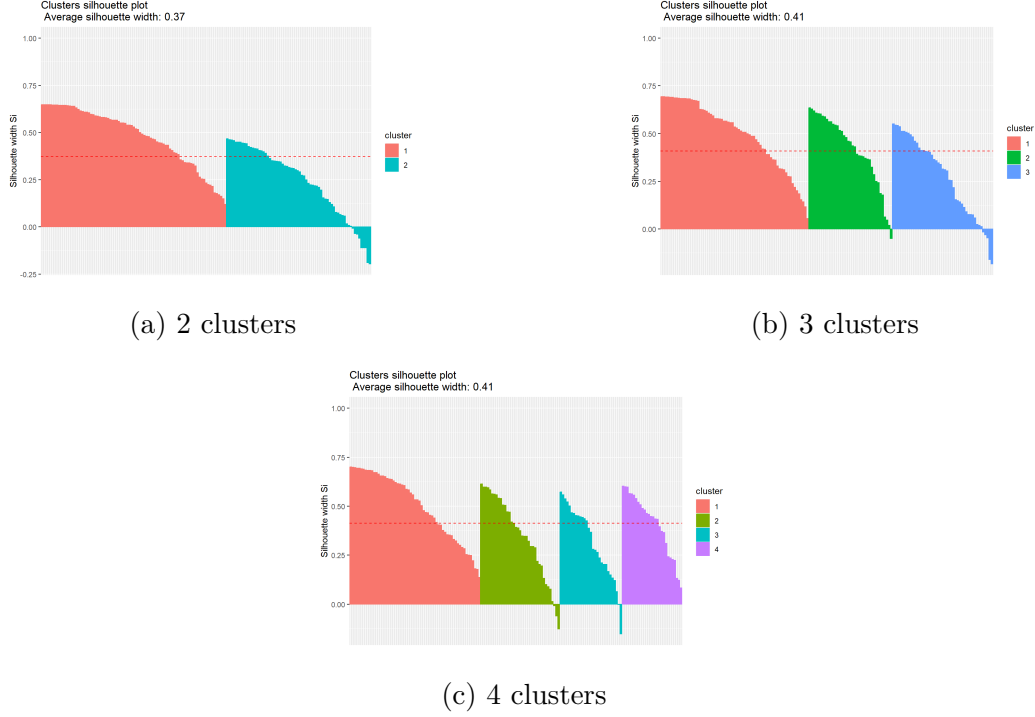 Clusters silhouette plot
Average silhouette width: 0.37
1.00
0.75
0.50
0.25
0.00
-0.25
Silhouette width Si
cluster
1
2
(a) 2 clusters
Clusters silhouette plot
Average silhouette width: 0.41
1.00
0.75
0.50
0.25
0.00
Silhouette width Si
cluster
1
2
3
(b) 3 clusters
Clusters silhouette plot
Average silhouette width: 0.41
1.00
0.75
0.50
0.25
0.00
Silhouette width Si
cluster
1
2
3
4
(c) 4 clusters